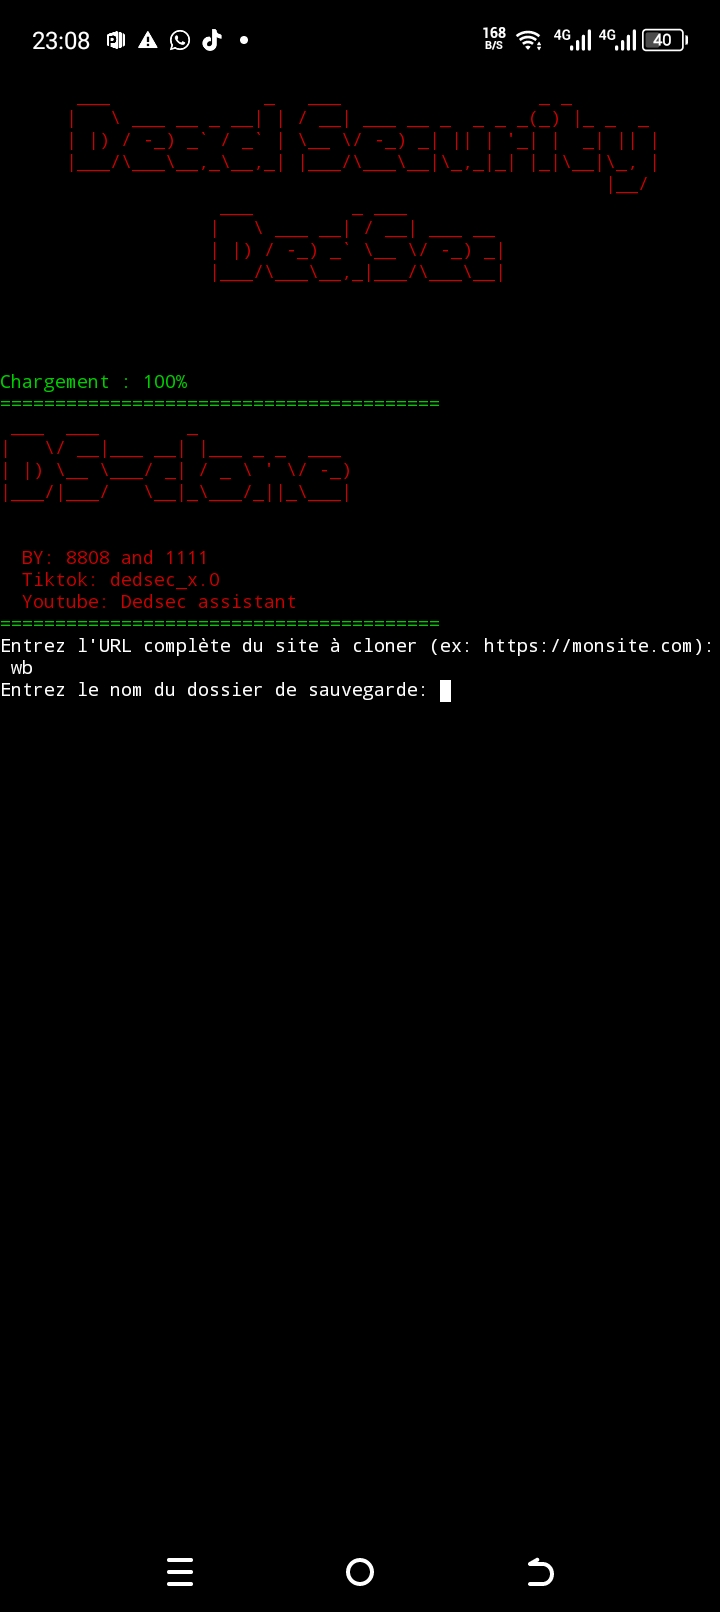 23:08
168 B/S 4G 4G 40
Dead Security
DedSec
Chargement : 100%
========================================
DS-clone
BY: 8808 and 1111
Tiktok: dedsec_x.O
Youtube: Dedsec assistant
========================================
Entrez l'URL complète du site à cloner (ex: https://monsite.com):
wb
Entrez le nom du dossier de sauvegarde: